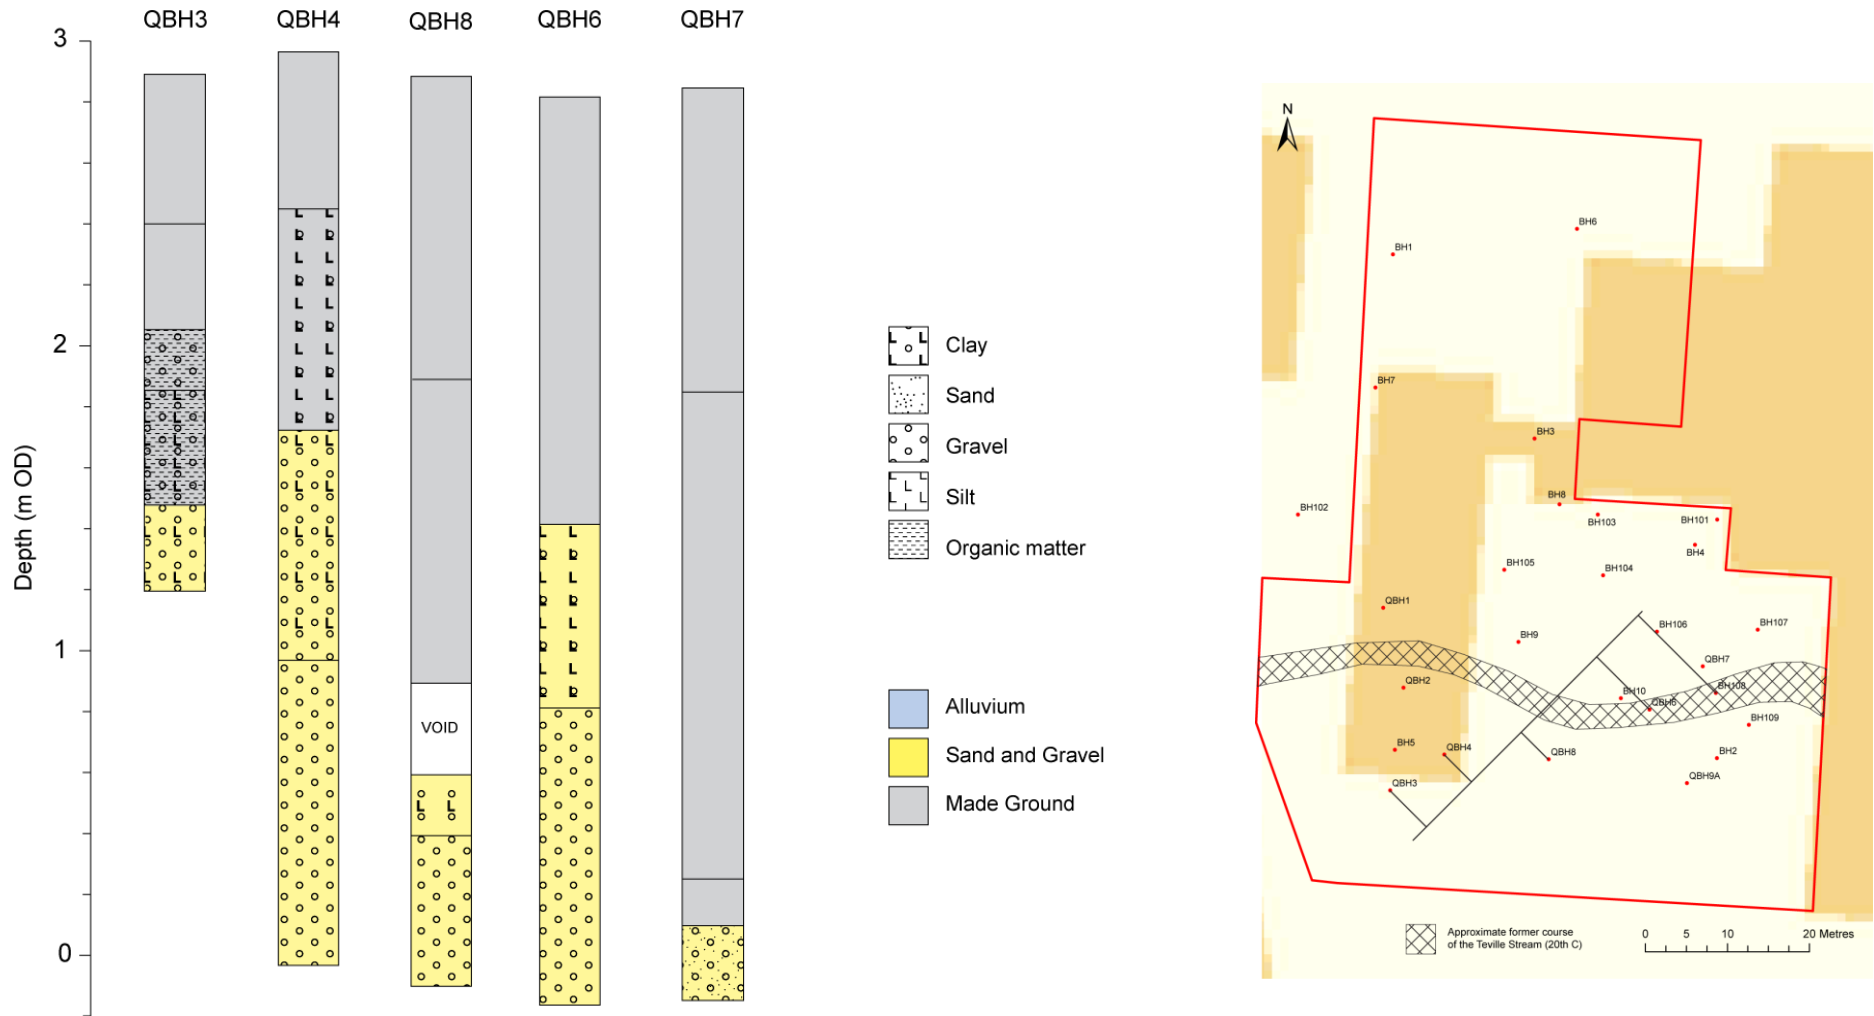 QBH3 QBH4 QBH8 QBH6 QBH7
3
2
1
0
Depth (m OD)
VOID
Clay
Sand
Gravel
Silt
Organic matter
Alluvium
Sand and Gravel
Made Ground
N
BH6
BH1
BH7
BH3
BH8
BH102
BH103
BH101
BH4
BH105
BH104
QBH1
BH106
BH107
BH9
QBH7
QBH2
BH108
BH10
QBH6
BH109
BH5
QBH4
QBH8
BH2
QBH3
QBH9A
Approximate former course
of the Teville Stream (20th C)
0 5 10 20 Metres